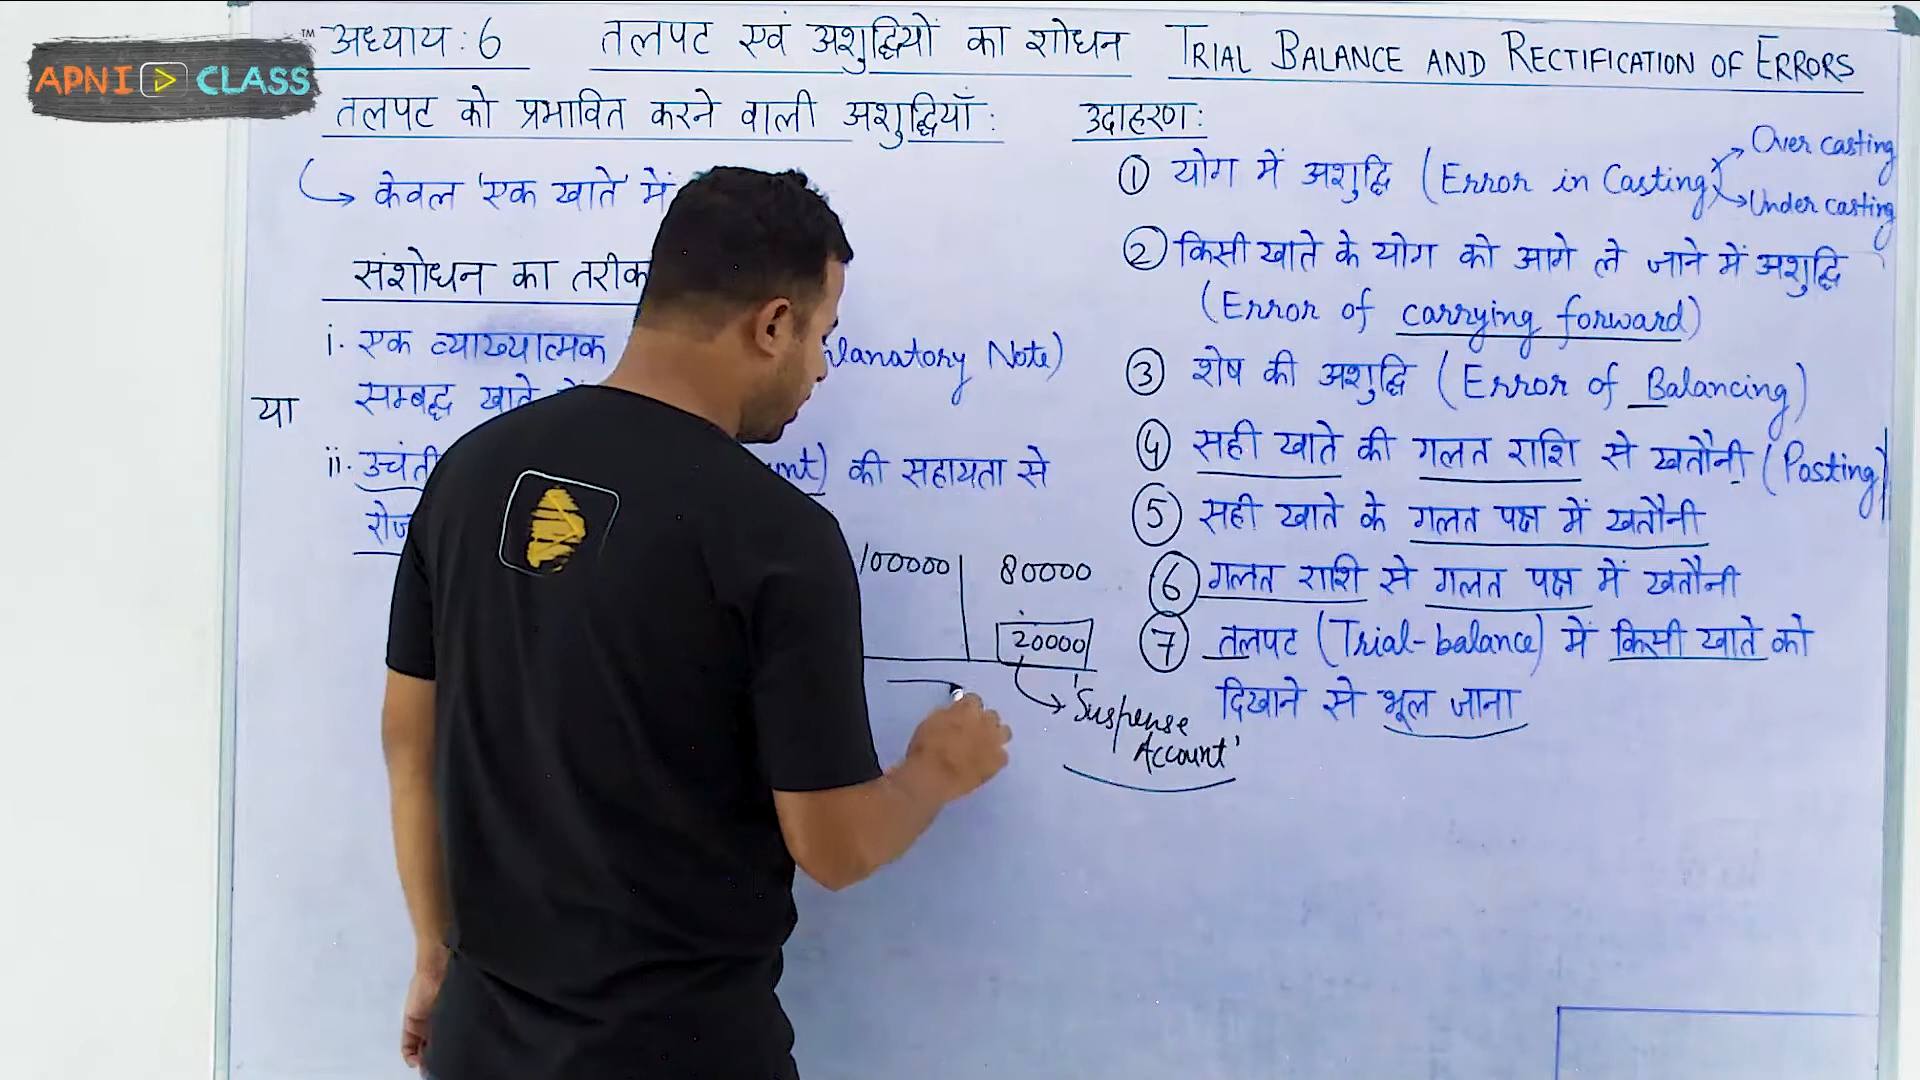 APNI CLASS
TM
अध्याय : 6 तलपट एवं अशुद्धियों का शोधन TRIAL BALANCE AND RECTIFICATION OF ERRORS
तलपट को प्रभावित करने वाली अशुद्धियाँ :
केवल 'एक खाते' में
संशोधन का तरीक
i. एक व्याख्यात्मक lanatory Note)
सम्बद्ध खाते
या
ii. उचंती nt) की सहायता से
रोज
100000 80000
20000
'Suspense
Account'
उदाहरण :
① योग में अशुद्धि (Error in Casting)
Over casting
Under casting
② किसी खाते के योग को आगे ले जाने में अशुद्धि
(Error of carrying forward)
③ शेष की अशुद्धि (Error of Balancing)
④ सही खाते की गलत राशि से खतौनी (Posting)
⑤ सही खाते के गलत पक्ष में खतौनी
⑥ गलत राशि से गलत पक्ष में खतौनी
⑦ तलपट (Trial-balance) में किसी खाते को
दिखाने से भूल जाना